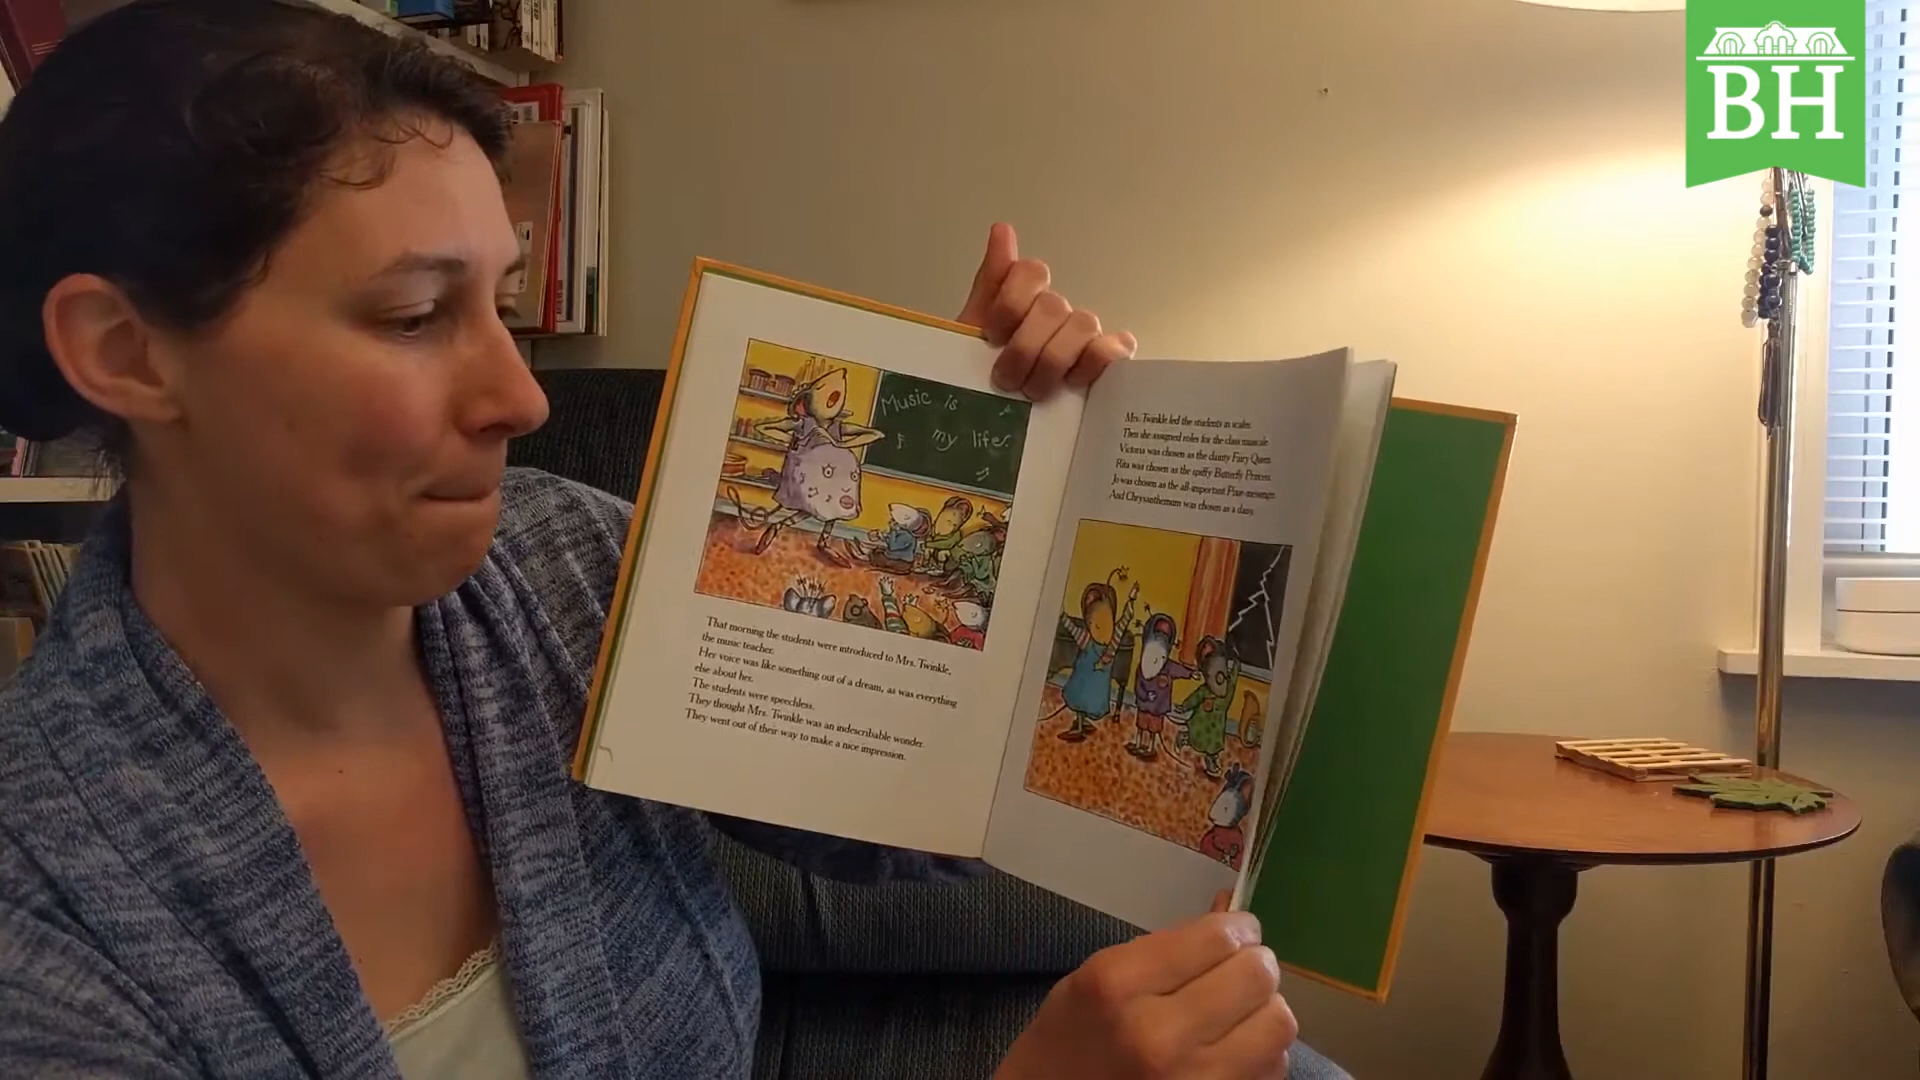 BH
Music is
my life.
That morning the students were introduced to Mrs. Twinkle,
the music teacher.
Her voice was like something out of a dream, as was everything
else about her.
The students were speechless.
They thought Mrs. Twinkle was an indescribable wonder.
They went out of their way to make a nice impression.
Mrs. Twinkle led the students in scales.
Then she assigned roles for the class musicale.
Victoria was chosen as the dainty Fairy Queen.
Rita was chosen as the spiffy Butterfly Princess.
Jo was chosen as the all-important Pixie-messenger.
And Chrysanthemum was chosen as a daisy.